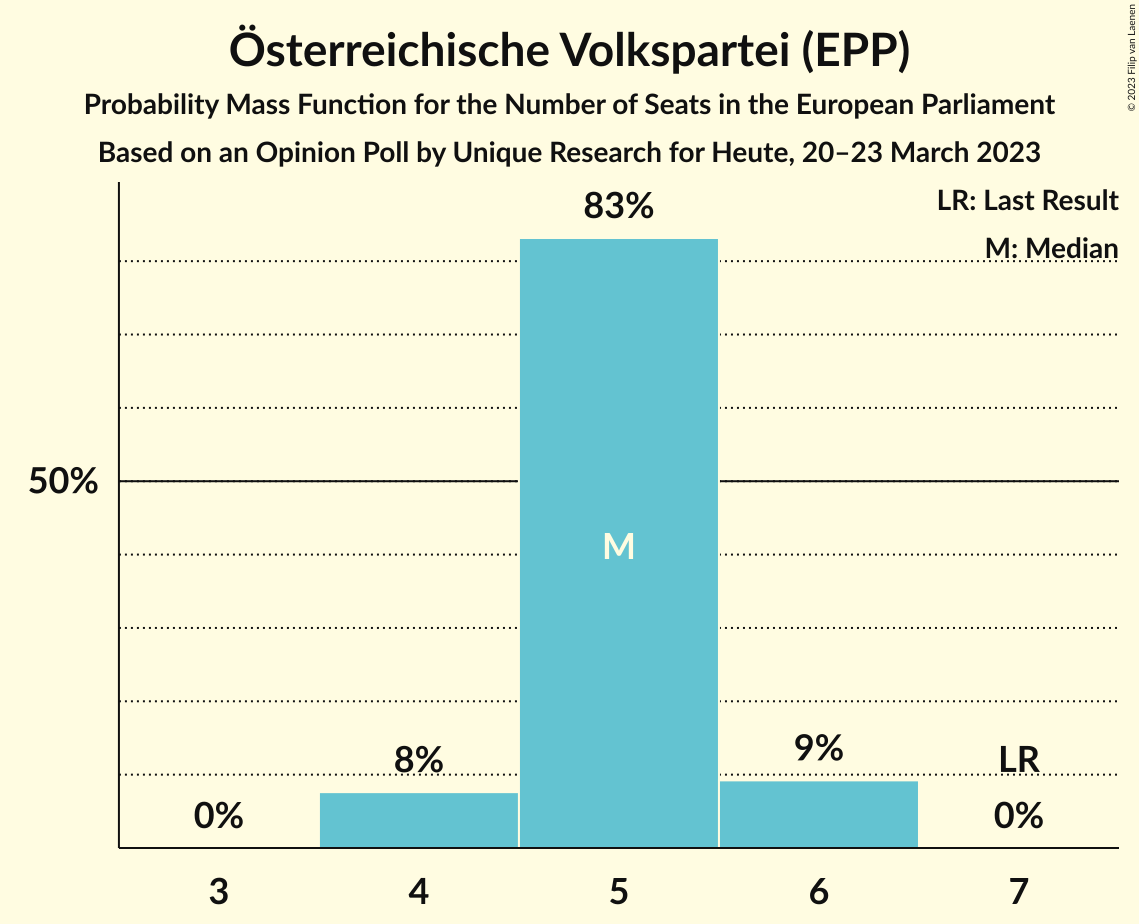 Österreichische Volkspartei (EPP)
Probability Mass Function for the Number of Seats in the European Parliament
Based on an Opinion Poll by Unique Research for Heute, 20–23 March 2023
© 2023 Filip van Laenen
LR: Last Result
M: Median
83%
50%
M
8%
9%
LR
0%
0%
3 4 5 6 7